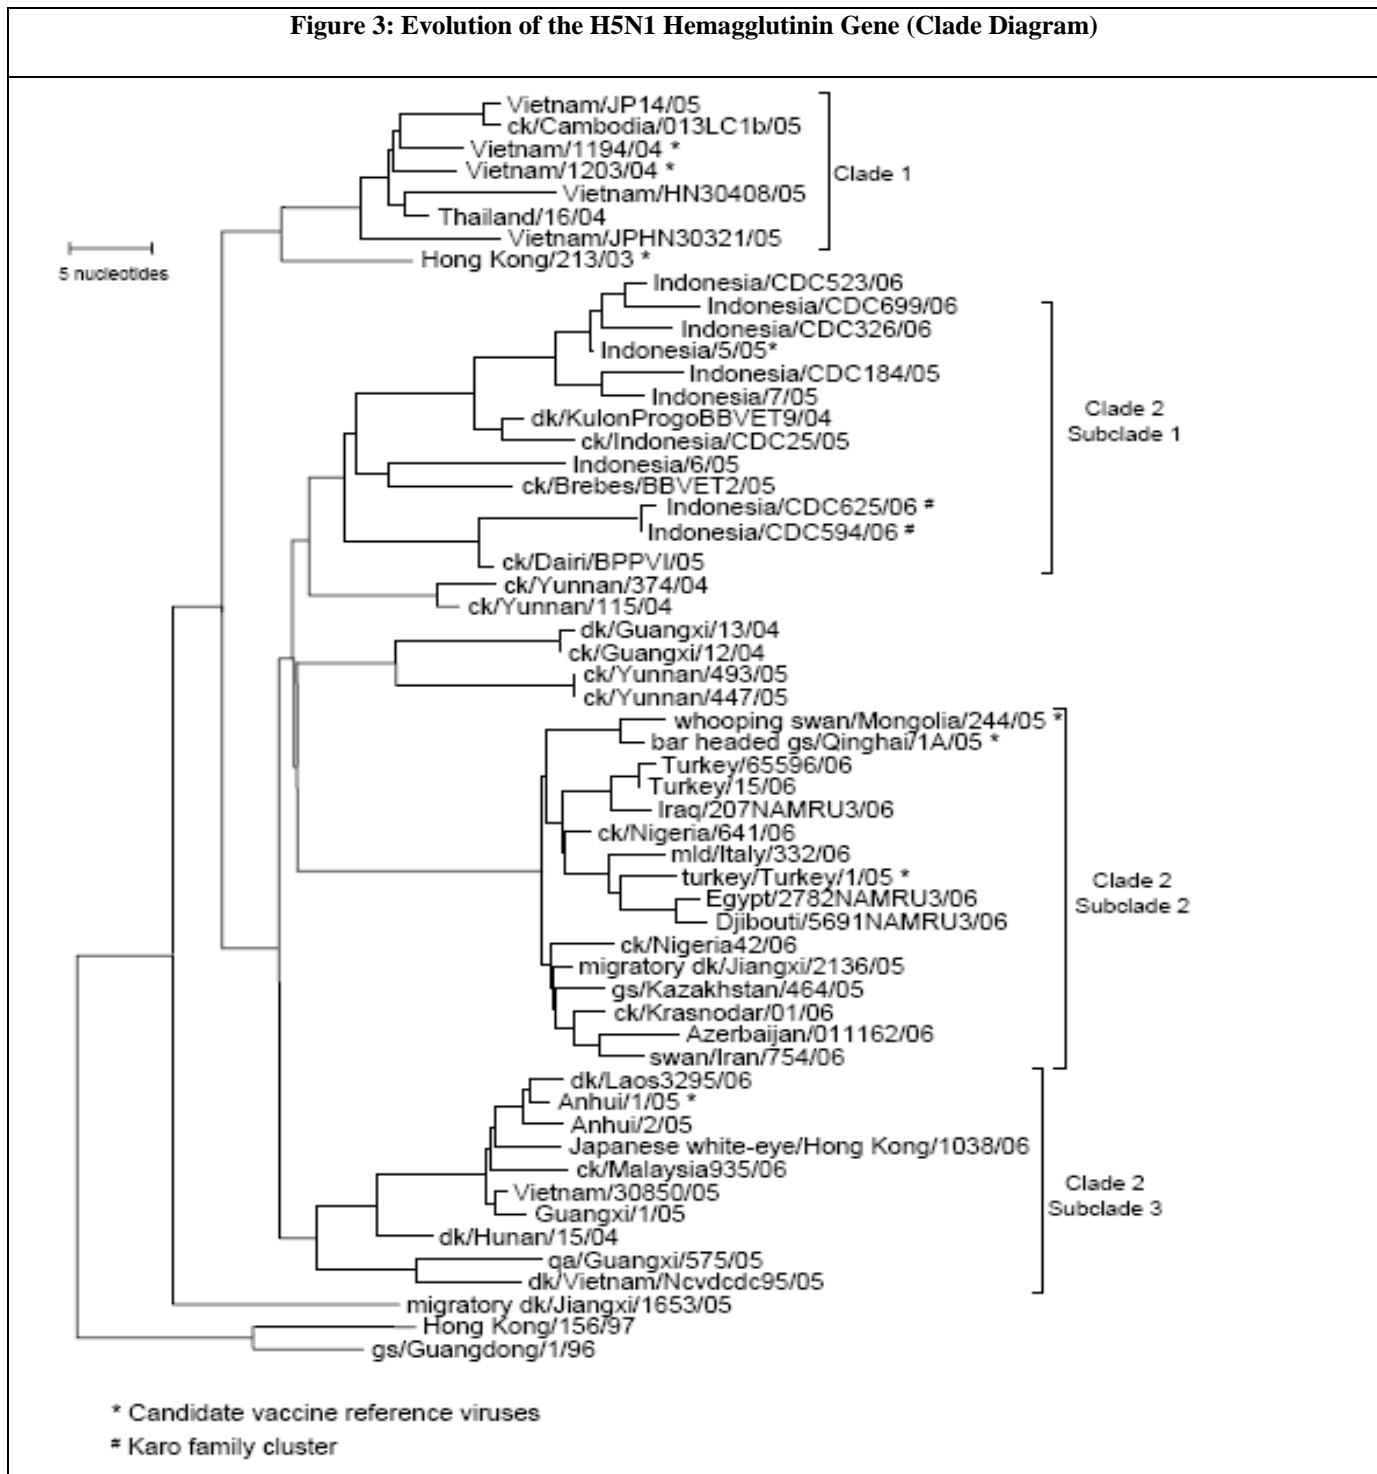 Figure 3: Evolution of the H5N1 Hemagglutinin Gene (Clade Diagram)
Vietnam/JP14/05
ck/Cambodia/013LC1b/05
Vietnam/1194/04 *
Vietnam/1203/04 *
Vietnam/HN30408/05
Thailand/16/04
Vietnam/JPHN30321/05
Clade 1
Hong Kong/213/03 *
5 nucleotides
Indonesia/CDC523/06
Indonesia/CDC699/06
Indonesia/CDC326/06
Indonesia/5/05*
Indonesia/CDC184/05
Indonesia/7/05
dk/KulonProgoBBVET9/04
ck/Indonesia/CDC25/05
Indonesia/6/05
ck/Brebes/BBVET2/05
Indonesia/CDC625/06 #
Indonesia/CDC594/06 #
ck/Dairi/BPPVI/05
Clade 2
Subclade 1
ck/Yunnan/374/04
ck/Yunnan/115/04
dk/Guangxi/13/04
ck/Guangxi/12/04
ck/Yunnan/493/05
ck/Yunnan/447/05
whooping swan/Mongolia/244/05 *
bar headed gs/Qinghai/1A/05 *
Turkey/65596/06
Turkey/15/06
Iraq/207NAMRU3/06
ck/Nigeria/641/06
mld/Italy/332/06
turkey/Turkey/1/05 *
Egypt/2782NAMRU3/06
Djibouti/5691NAMRU3/06
ck/Nigeria42/06
migratory dk/Jiangxi/2136/05
gs/Kazakhstan/464/05
ck/Krasnodar/01/06
Azerbaijan/011162/06
swan/Iran/754/06
Clade 2
Subclade 2
dk/Laos3295/06
Anhui/1/05 *
Anhui/2/05
Japanese white-eye/Hong Kong/1038/06
ck/Malaysia935/06
Vietnam/30850/05
Guangxi/1/05
dk/Hunan/15/04
qa/Guangxi/575/05
dk/Vietnam/Ncvdcdc95/05
Clade 2
Subclade 3
migratory dk/Jiangxi/1653/05
Hong Kong/156/97
gs/Guangdong/1/96
* Candidate vaccine reference viruses
# Karo family cluster